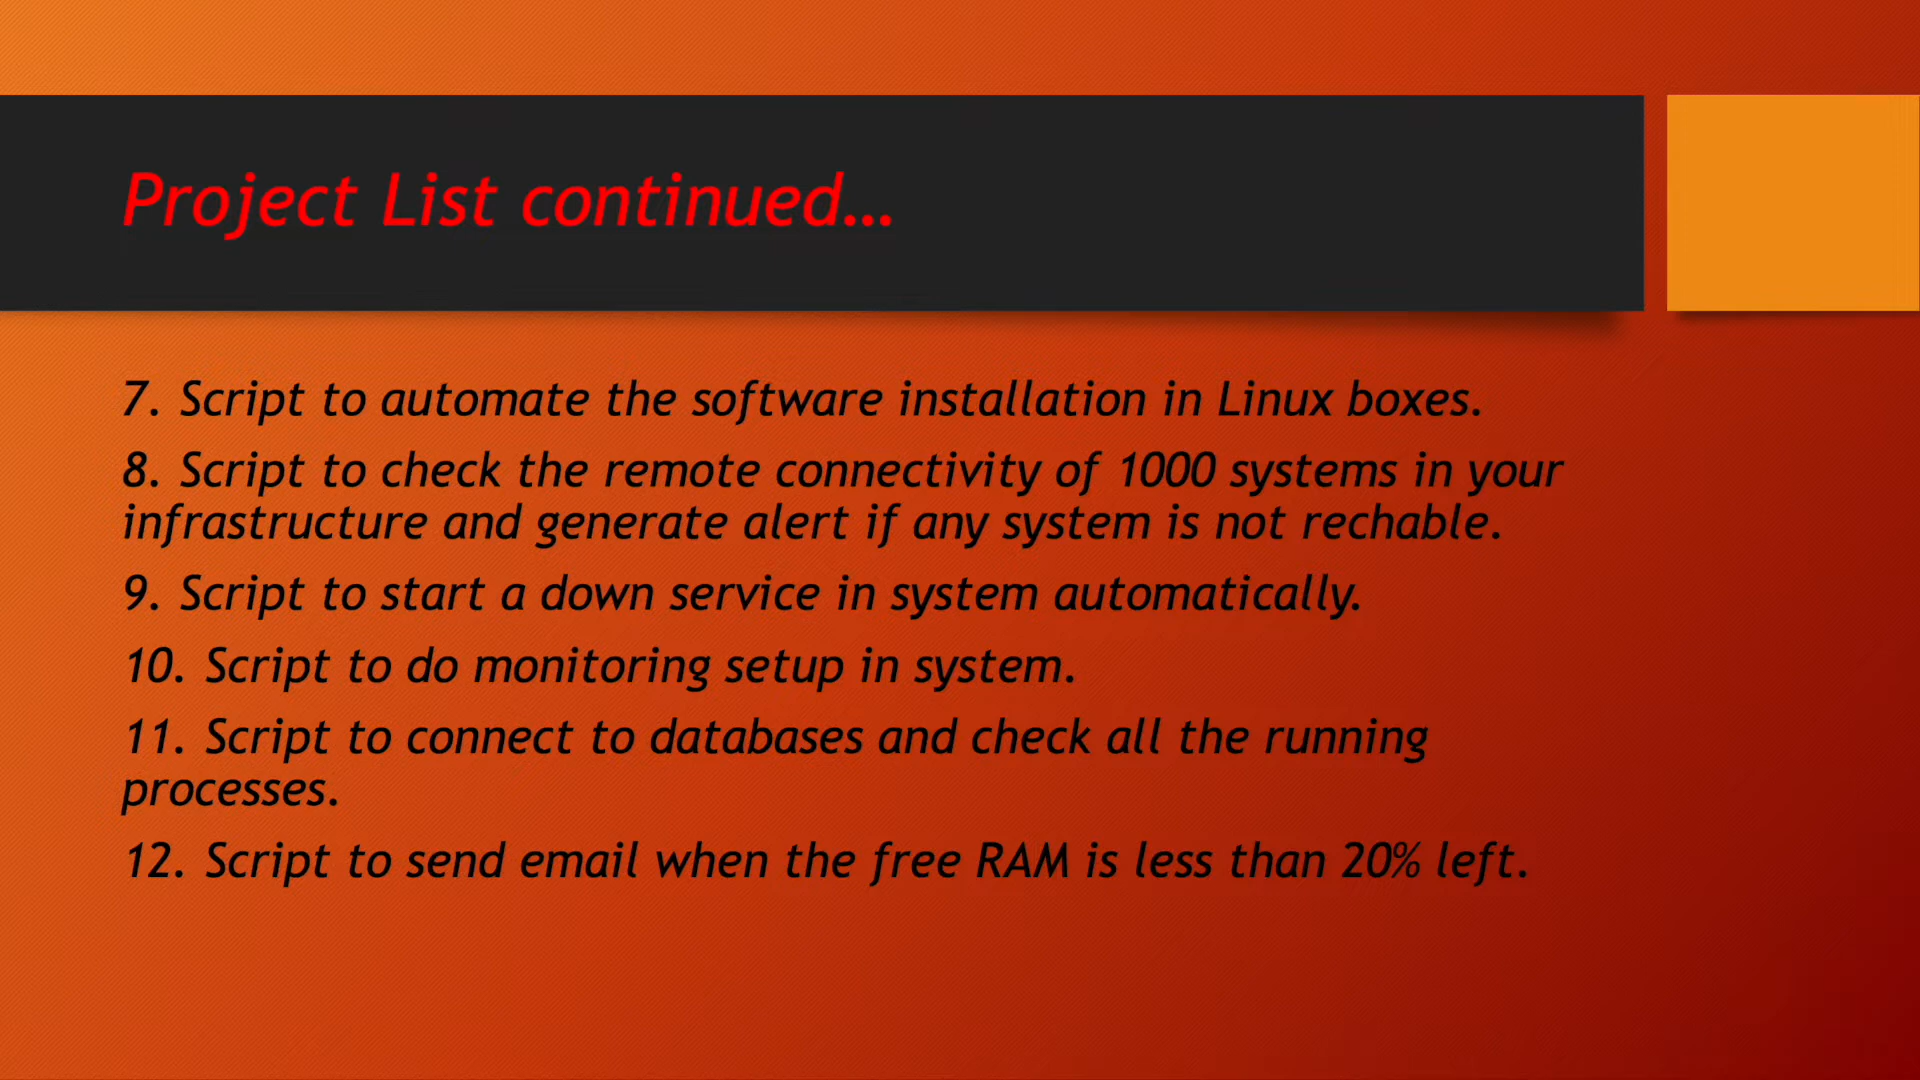 Project List continued...
7. Script to automate the software installation in Linux boxes.
8. Script to check the remote connectivity of 1000 systems in your
infrastructure and generate alert if any system is not rechable.
9. Script to start a down service in system automatically.
10. Script to do monitoring setup in system.
11. Script to connect to databases and check all the running
processes.
12. Script to send email when the free RAM is less than 20% left.